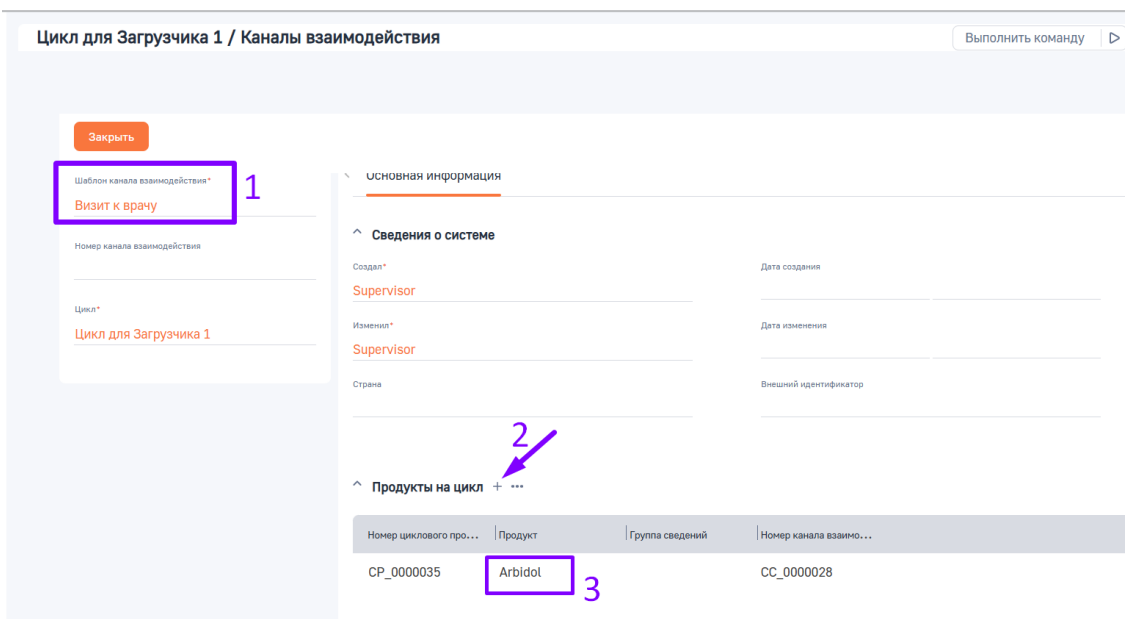 Цикл для Загрузчика 1 / Каналы взаимодействия
Выполнить команду
Закрыть
Шаблон канала взаимодействия*
Визит к врачу
1
Номер канала взаимодействия
Цикл*
Цикл для Загрузчика 1
Основная информация
Сведения о системе
Создал*
Supervisor
Дата создания
Изменил*
Supervisor
Дата изменения
Страна
Внешний идентификатор
2
Продукты на цикл + ...
Номер циклового про... Продукт Группа сведений Номер канала взаимо...
CP_0000035 Arbidol CC_0000028
3